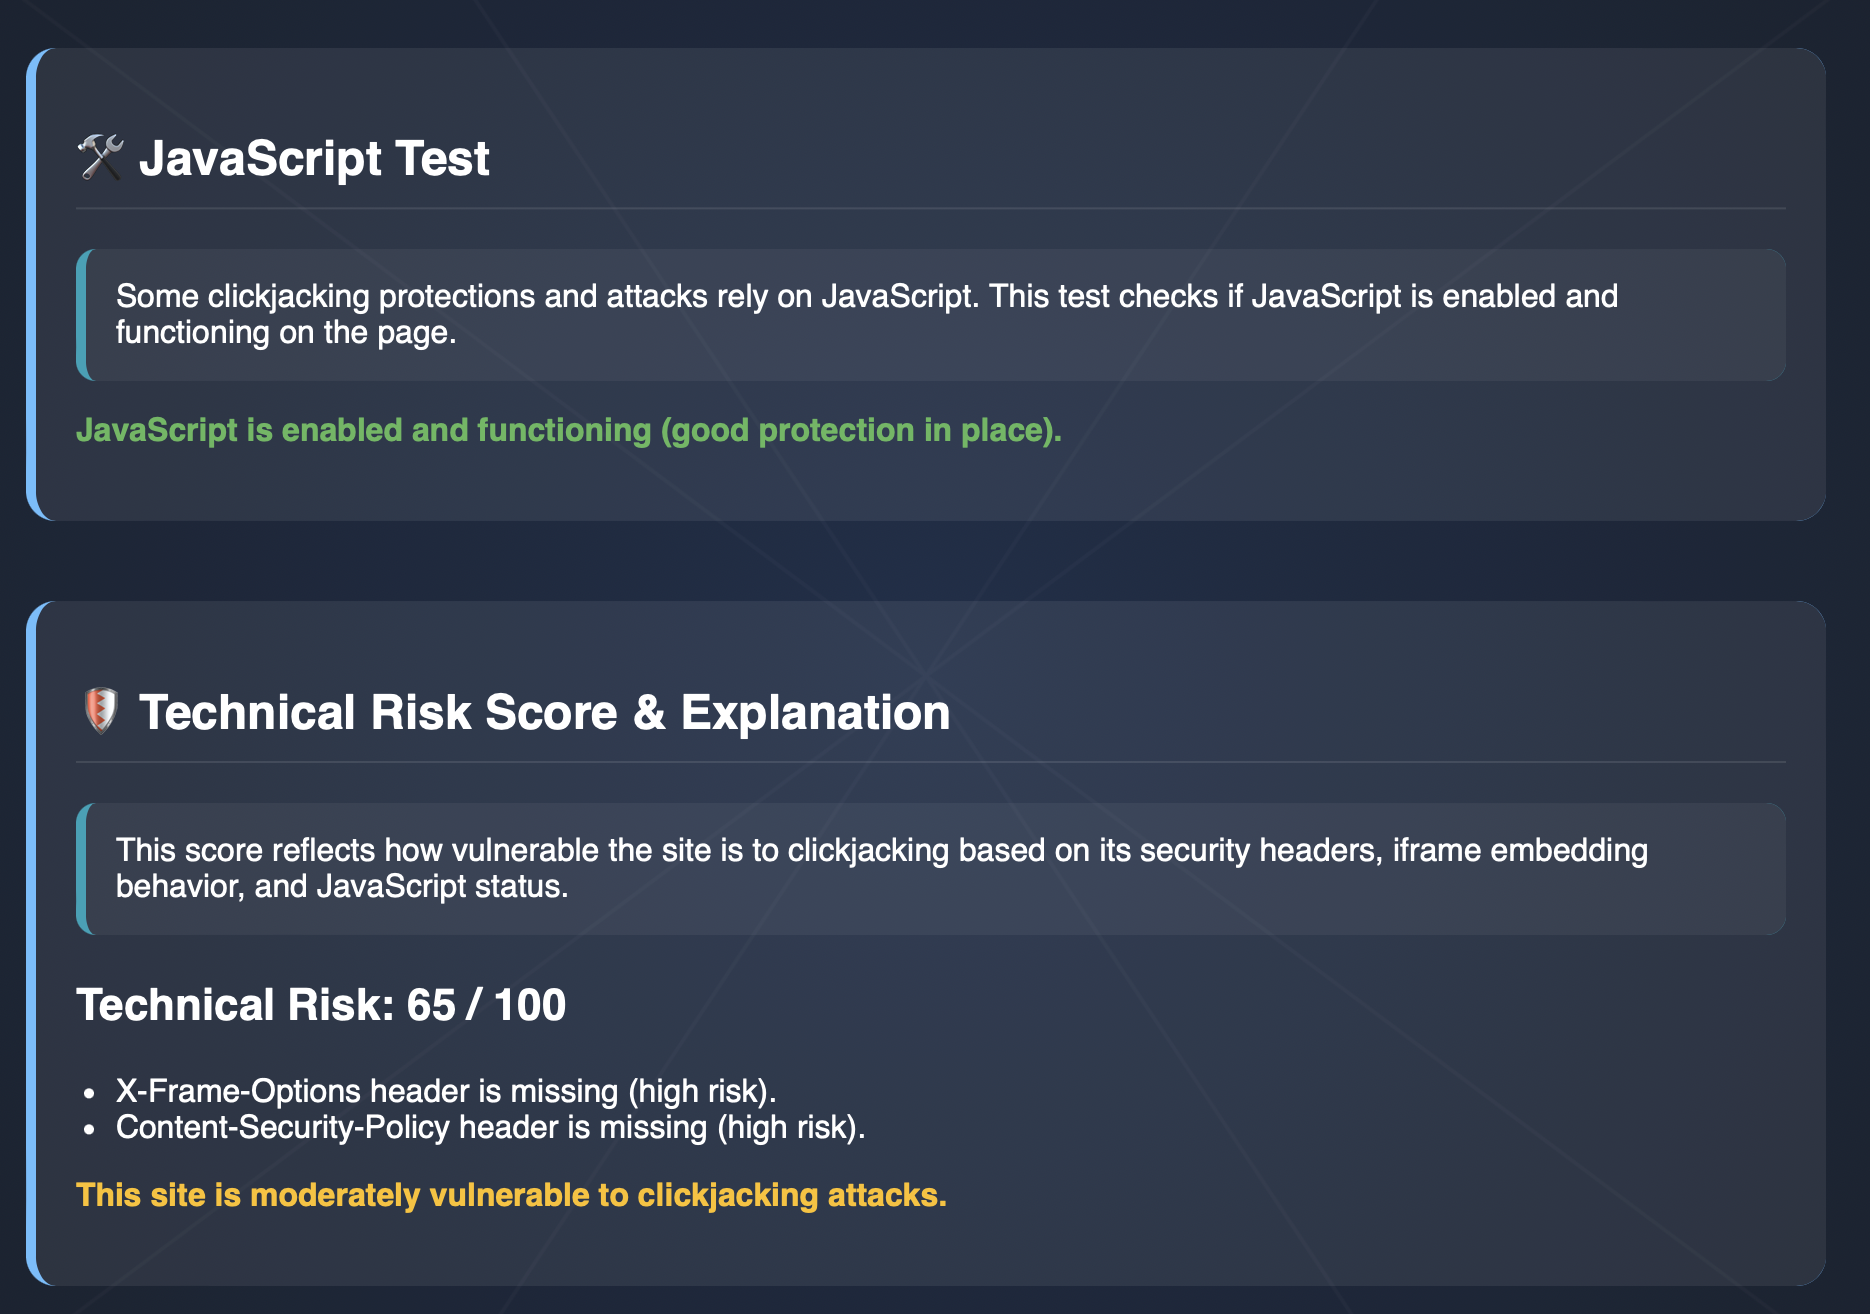 🛠️ JavaScript Test
Some clickjacking protections and attacks rely on JavaScript. This test checks if JavaScript is enabled and
functioning on the page.
JavaScript is enabled and functioning (good protection in place).
🛡️ Technical Risk Score & Explanation
This score reflects how vulnerable the site is to clickjacking based on its security headers, iframe embedding
behavior, and JavaScript status.
Technical Risk: 65 / 100
• X-Frame-Options header is missing (high risk).
• Content-Security-Policy header is missing (high risk).
This site is moderately vulnerable to clickjacking attacks.